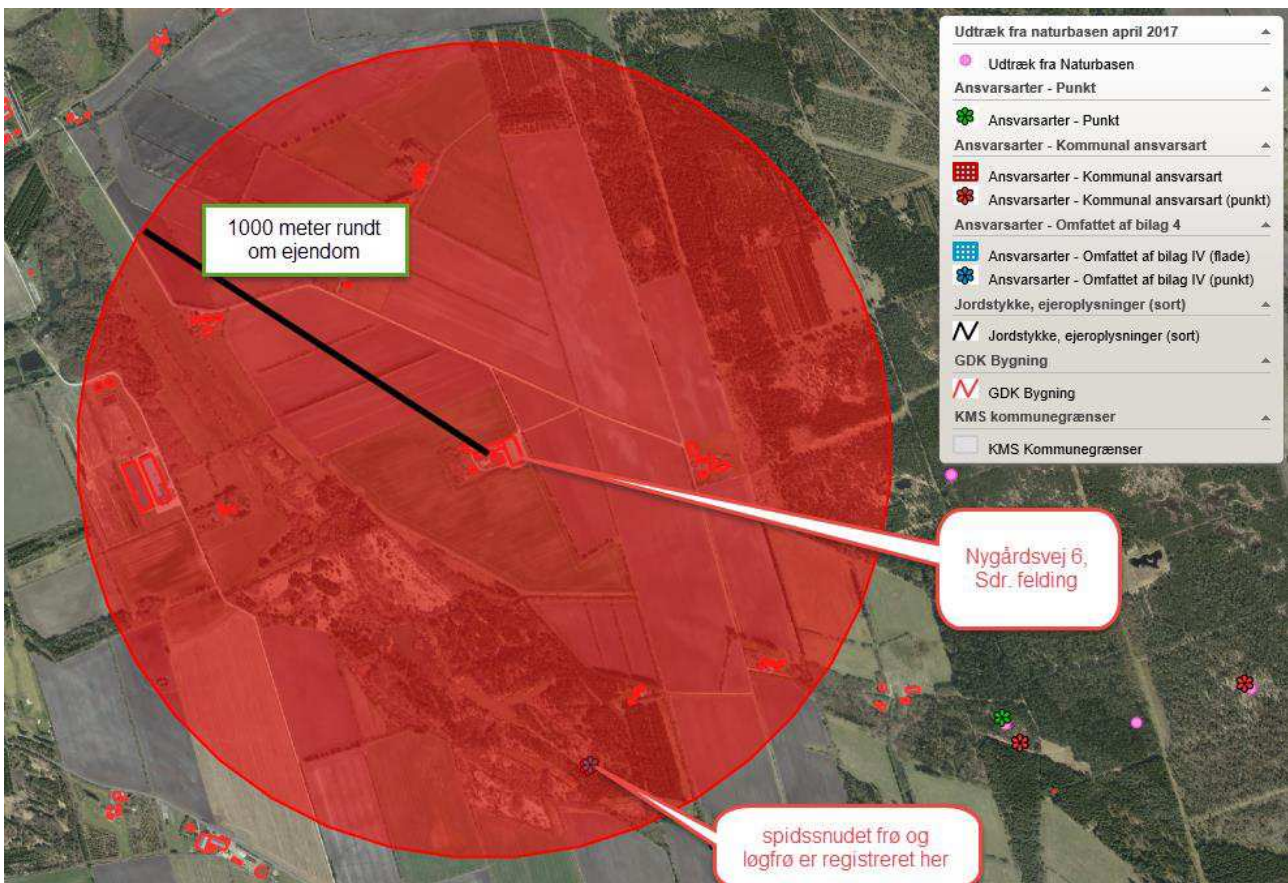 Udtræk fra naturbasen april 2017
Udtræk fra Naturbasen
Ansvarsarter - Punkt
Ansvarsarter - Punkt
Ansvarsarter - Kommunal ansvarsart
Ansvarsarter - Kommunal ansvarsart
Ansvarsarter - Kommunal ansvarsart (punkt)
Ansvarsarter - Omfattet af bilag 4
Ansvarsarter - Omfattet af bilag IV (flade)
Ansvarsarter - Omfattet af bilag IV (punkt)
Jordstykke, ejeroplysninger (sort)
Jordstykke, ejeroplysninger (sort)
GDK Bygning
GDK Bygning
KMS kommunegrænser
KMS Kommunegrænser
1000 meter rundt
om ejendom
Nygårdsvej 6,
Sdr. felding
spidssnudet frø og
løgfrø er registreret her